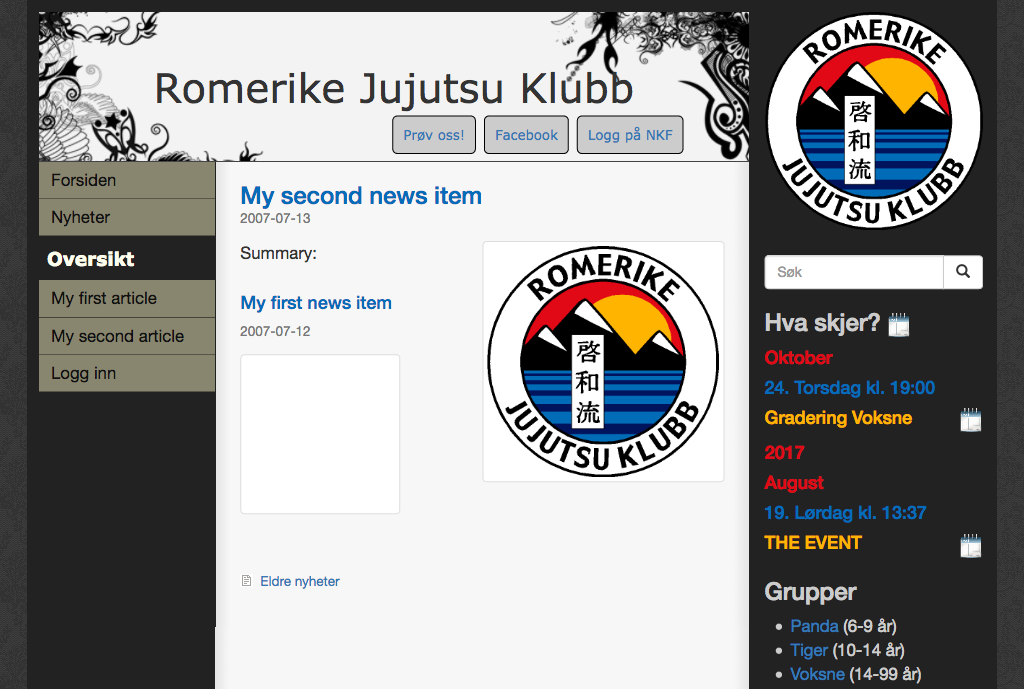 Romerike Jujutsu Klubb
Prøv oss!
Facebook
Logg på NKF
Forsiden
Nyheter
Oversikt
My first article
My second article
Logg inn
My second news item
2007-07-13
Summary:
ROMERIKE
啓和流
JUJUTSU KLUBB
My first news item
2007-07-12
Eldre nyheter
ROMERIKE
啓和流
JUJUTSU KLUBB
Søk
Hva skjer?
Oktober
24. Torsdag kl. 19:00
Gradering Voksne
2017
August
19. Lørdag kl. 13:37
THE EVENT
Grupper
Panda (6-9 år)
Tiger (10-14 år)
Voksne (14-99 år)